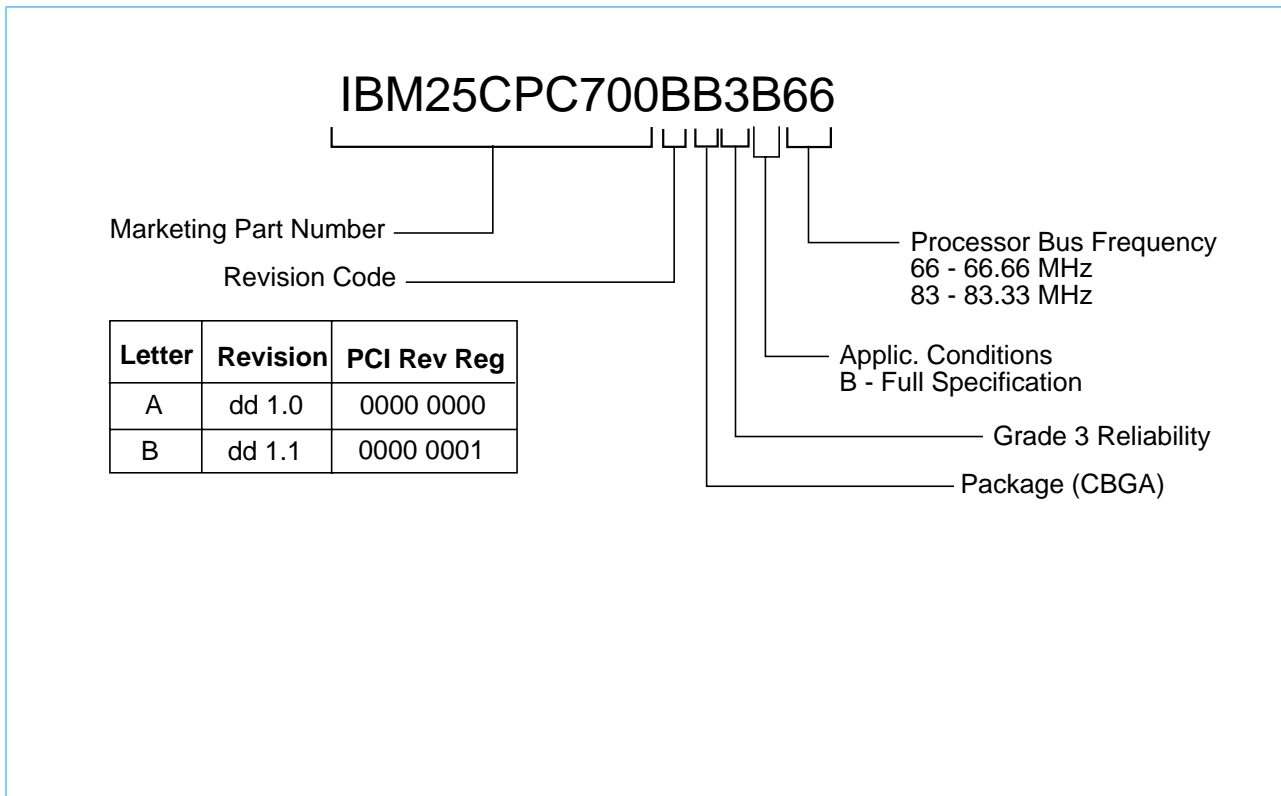 IBM25CPC700BB3B66
Marketing Part Number
Revision Code
Processor Bus Frequency
66 - 66.66 MHz
83 - 83.33 MHz
Letter Revision PCI Rev Reg
A dd 1.0 0000 0000
B dd 1.1 0000 0001
Applic. Conditions
B - Full Specification
Grade 3 Reliability
Package (CBGA)